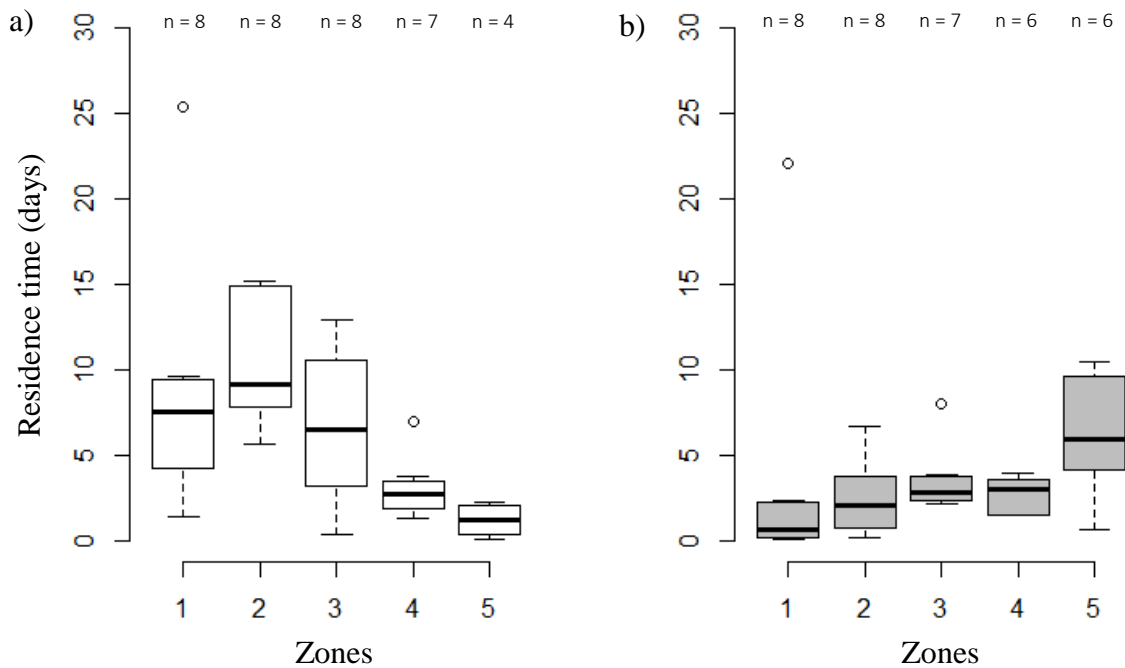 a)
n = 8 n = 8 n = 8 n = 7 n = 4
30
25
20
15
10
5
0
Residence time (days)
1 2 3 4 5
Zones
b)
n = 8 n = 8 n = 7 n = 6 n = 6
30
25
20
15
10
5
0
1 2 3 4 5
Zones